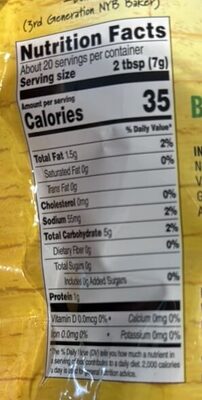 (3rd Generation NYB Baker)
Nutrition Facts
About 20 servings per container
Serving size 2 tbsp (7g)
Amount per serving
Calories 35
% Daily Value*
Total Fat 1.5g 2%
Saturated Fat 0g 0%
Trans Fat 0g
Cholesterol 0mg 0%
Sodium 55mg 2%
Total Carbohydrate 5g 2%
Dietary Fiber 0g 0%
Total Sugars 0g
Includes 0g Added Sugars 0%
Protein 1g
Vitamin D 0.0mcg 0% • Calcium 0mg 0%
Iron 0.0mg 0% • Potassium 0mg 0%
*The % Daily Value (DV) tells you how much a nutrient in
a serving of food contributes to a daily diet. 2,000 calories
a day is used for general nutrition advice.